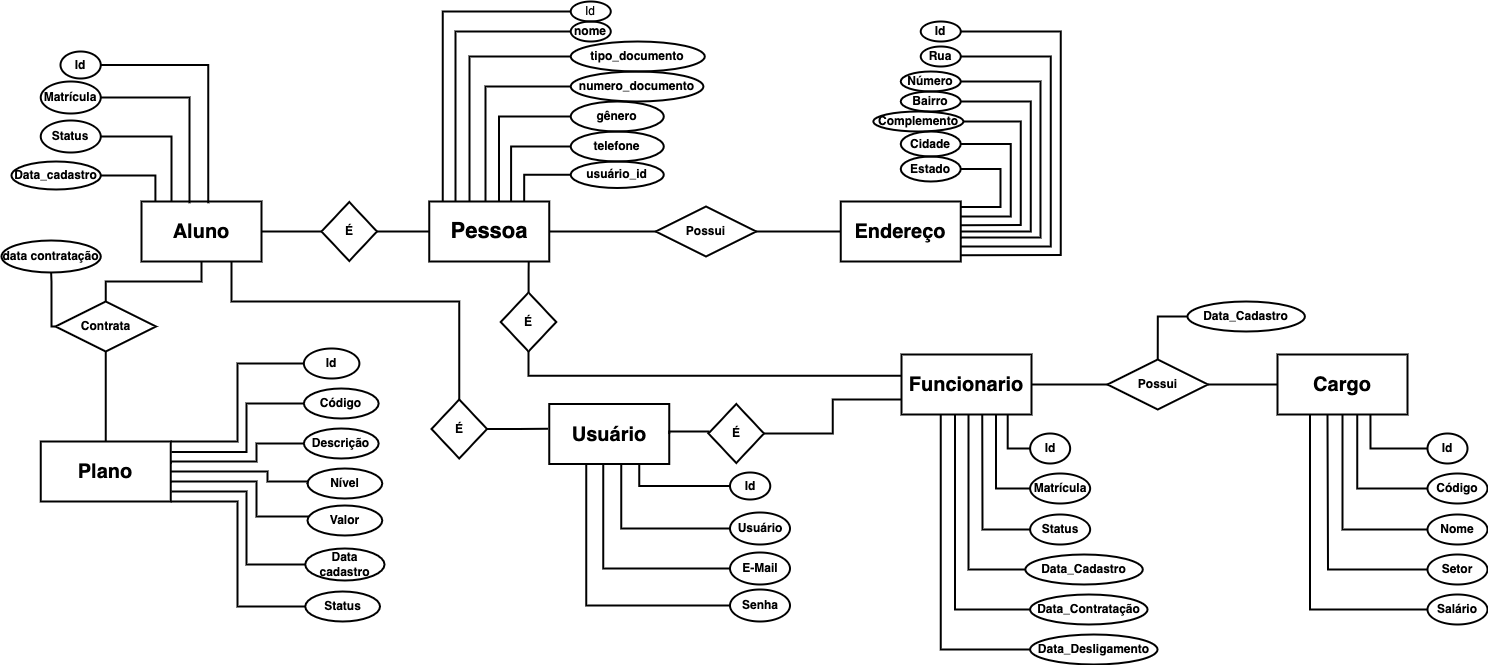 Id
nome
tipo_documento
numero_documento
gênero
telefone
usuário_id
Id
Rua
Número
Bairro
Complemento
Cidade
Estado
Id
Matrícula
Status
Data_cadastro
Aluno
É
Pessoa
Possui
Endereço
data contratação
Contrata
É
Data_Cadastro
Funcionario
Possui
Cargo
Id
Código
Descrição
Nível
Valor
Data
cadastro
Status
Plano
É
Usuário
É
Id
Usuário
E-Mail
Senha
Id
Matrícula
Status
Data_Cadastro
Data_Contratação
Data_Desligamento
Id
Código
Nome
Setor
Salário